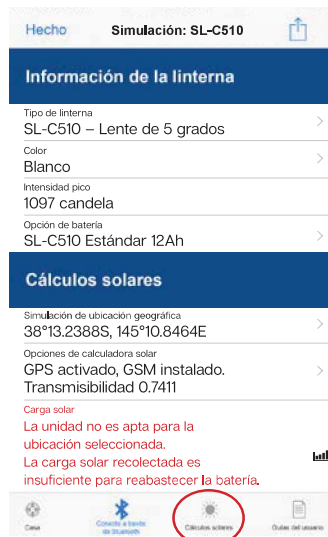 Hecho Simulación: SL-C510
Información de la linterna
Tipo de linterna
SL-C510 – Lente de 5 grados
Color
Blanco
Intensidad pico
1097 candela
Opción de batería
SL-C510 Estándar 12Ah
Cálculos solares
Simulación de ubicación geográfica
38°13.2388S, 145°10.8464E
Opciones de calculadora solar
GPS activado, GSM instalado.
Transmisibilidad 0.7411
Carga solar
La unidad no es apta para la
ubicación seleccionada.
La carga solar recolectada es
insuficiente para reabastecer la batería.
Casa
Conecte a través
de bluetooth
Cálculos solares
Guías del usuario